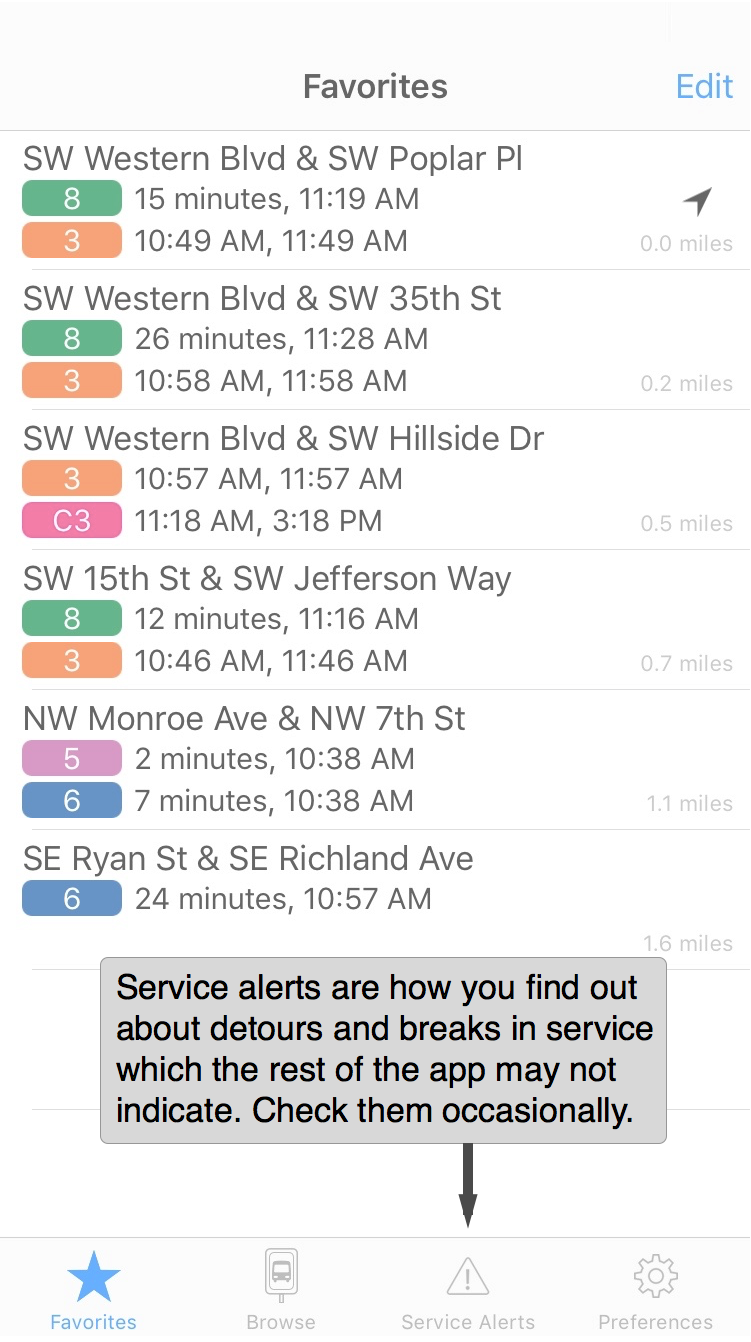 Favorites
Edit
SW Western Blvd & SW Poplar Pl
8 15 minutes, 11:19 AM
3 10:49 AM, 11:49 AM
0.0 miles
SW Western Blvd & SW 35th St
8 26 minutes, 11:28 AM
3 10:58 AM, 11:58 AM
0.2 miles
SW Western Blvd & SW Hillside Dr
3 10:57 AM, 11:57 AM
C3 11:18 AM, 3:18 PM
0.5 miles
SW 15th St & SW Jefferson Way
8 12 minutes, 11:16 AM
3 10:46 AM, 11:46 AM
0.7 miles
NW Monroe Ave & NW 7th St
5 2 minutes, 10:38 AM
6 7 minutes, 10:38 AM
1.1 miles
SE Ryan St & SE Richland Ave
6 24 minutes, 10:57 AM
1.6 miles
Service alerts are how you find out
about detours and breaks in service
which the rest of the app may not
indicate. Check them occasionally.
Favorites
Browse
Service Alerts
Preferences